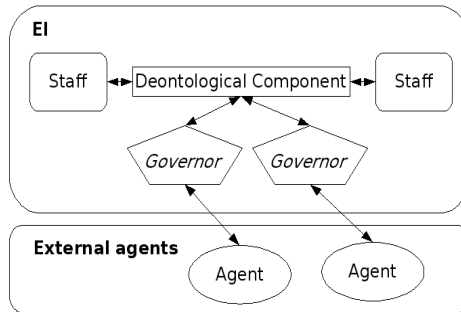 EI
Staff
Deontological Component
Staff
Governor
Governor
External agents
Agent
Agent